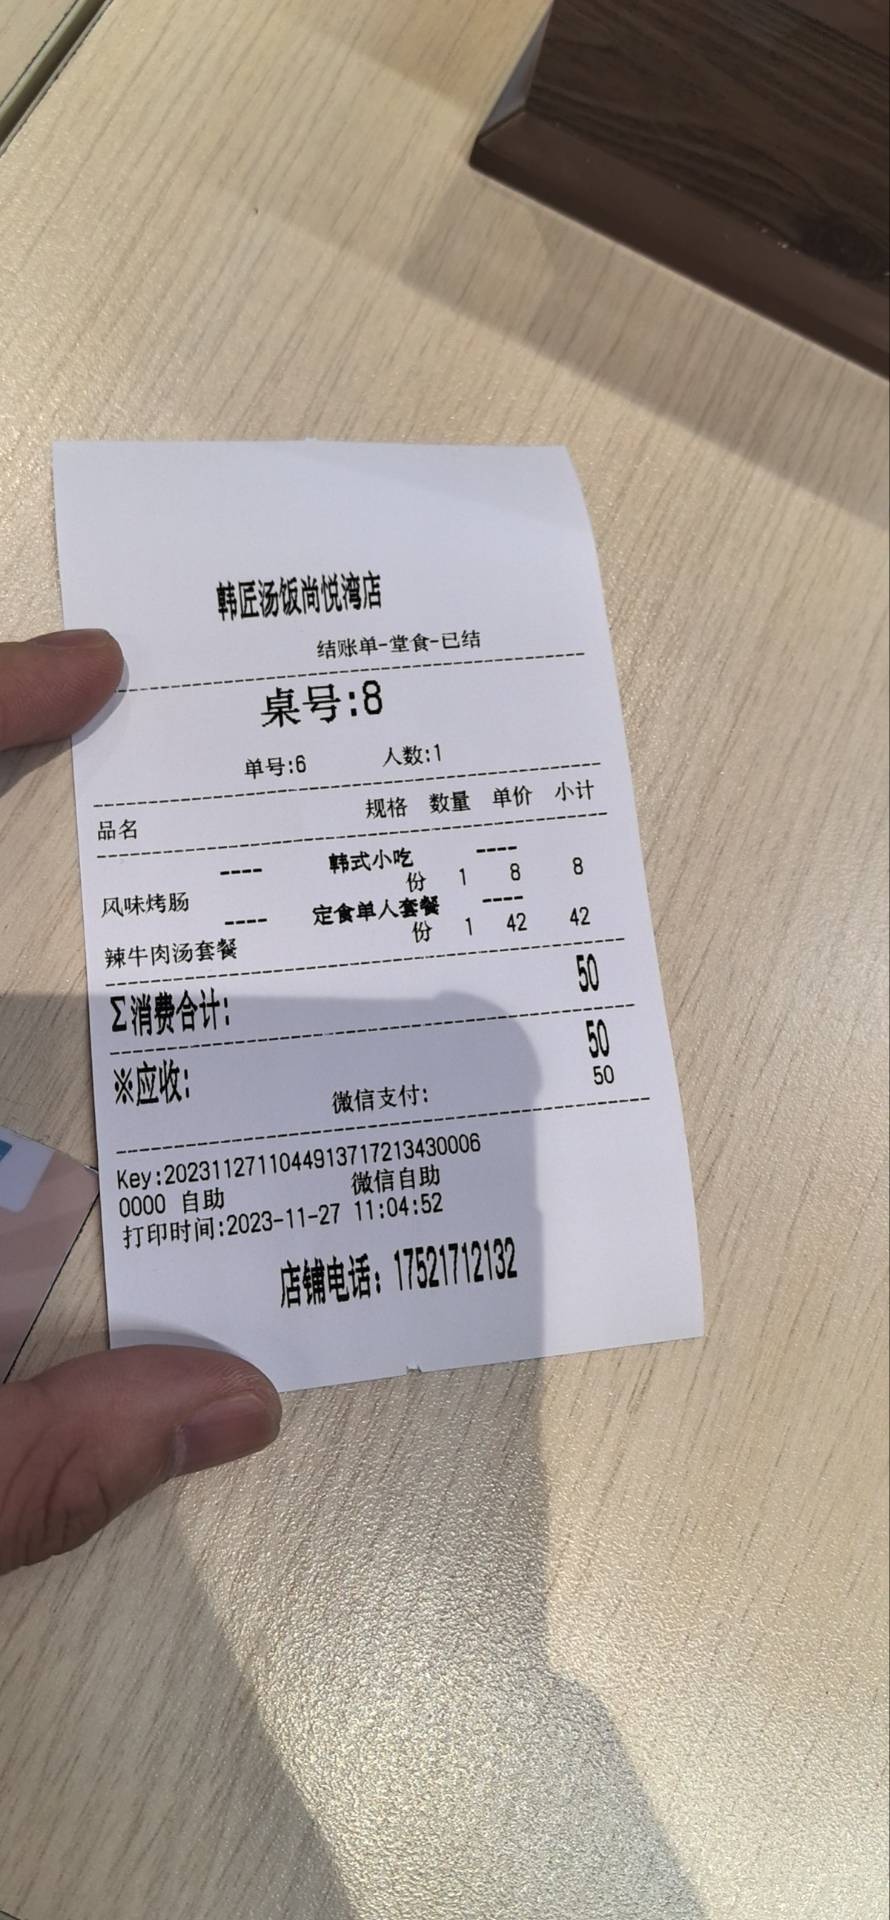 韩匠汤饭尚悦湾店
结账单-堂食-已结
桌号:8
单号:6 人数:1
品名 规格 数量 单价 小计
---- 韩式小吃 ----
风味烤肠 份 1 8 8
---- 定食单人套餐 ----
辣牛肉汤套餐 份 1 42 42
Σ消费合计: 50
※应收: 50
微信支付: 50
Key:2023112711044913717213430006
0000 自助 微信自助
打印时间:2023-11-27 11:04:52
店铺电话：17521712132